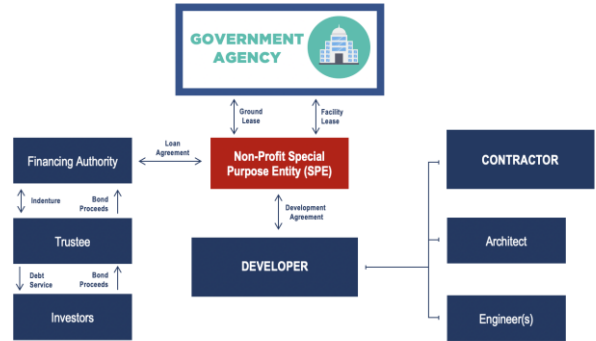 GOVERNMENT
AGENCY
Ground
Lease
Facility
Lease
Financing Authority
Loan
Agreement
Non-Profit Special
Purpose Entity (SPE)
CONTRACTOR
Indenture
Bond
Proceeds
Development
Agreement
Trustee
DEVELOPER
Architect
Debt
Service
Bond
Proceeds
Investors
Engineer(s)